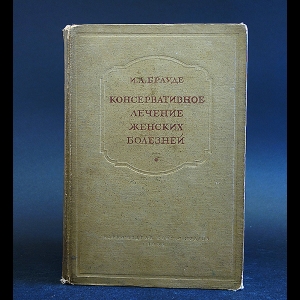 И.Л. БРАУДЕ
КОНСЕРВАТИВНОЕ
ЛЕЧЕНИЕ
ЖЕНСКИХ
БОЛЕЗНЕЙ